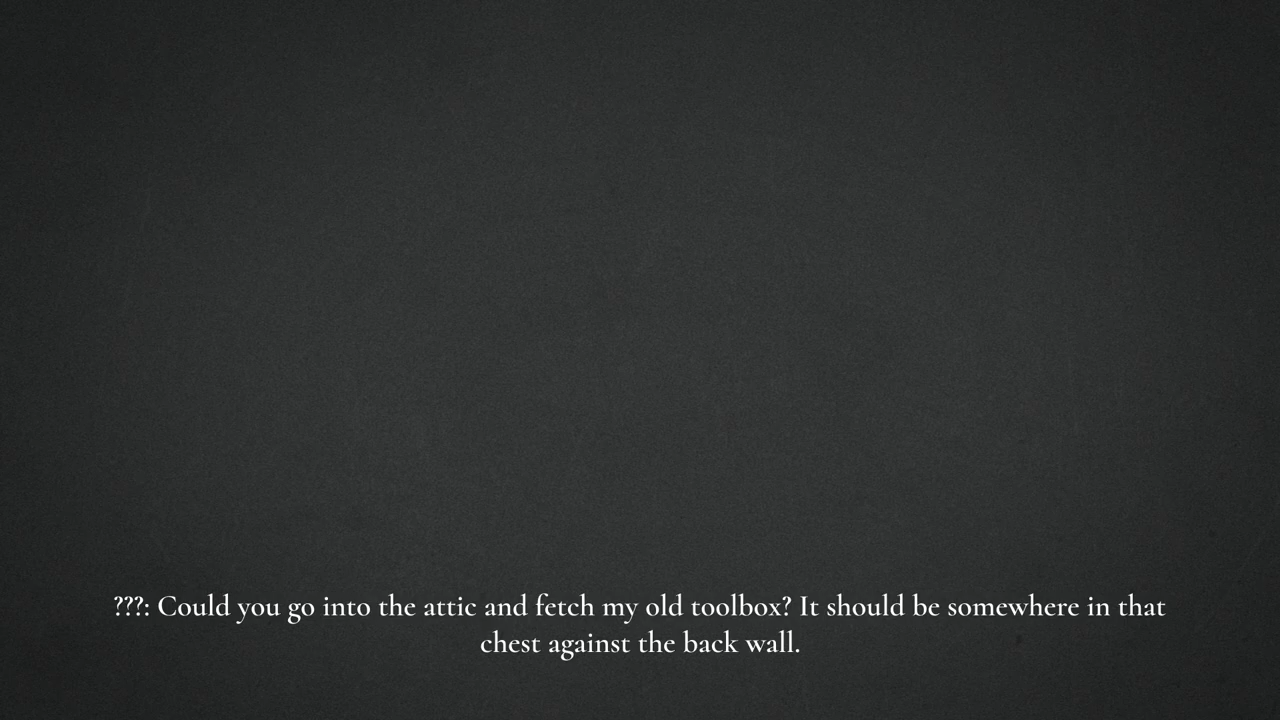 ???: Could you go into the attic and fetch my old toolbox? It should be somewhere in that
chest against the back wall.